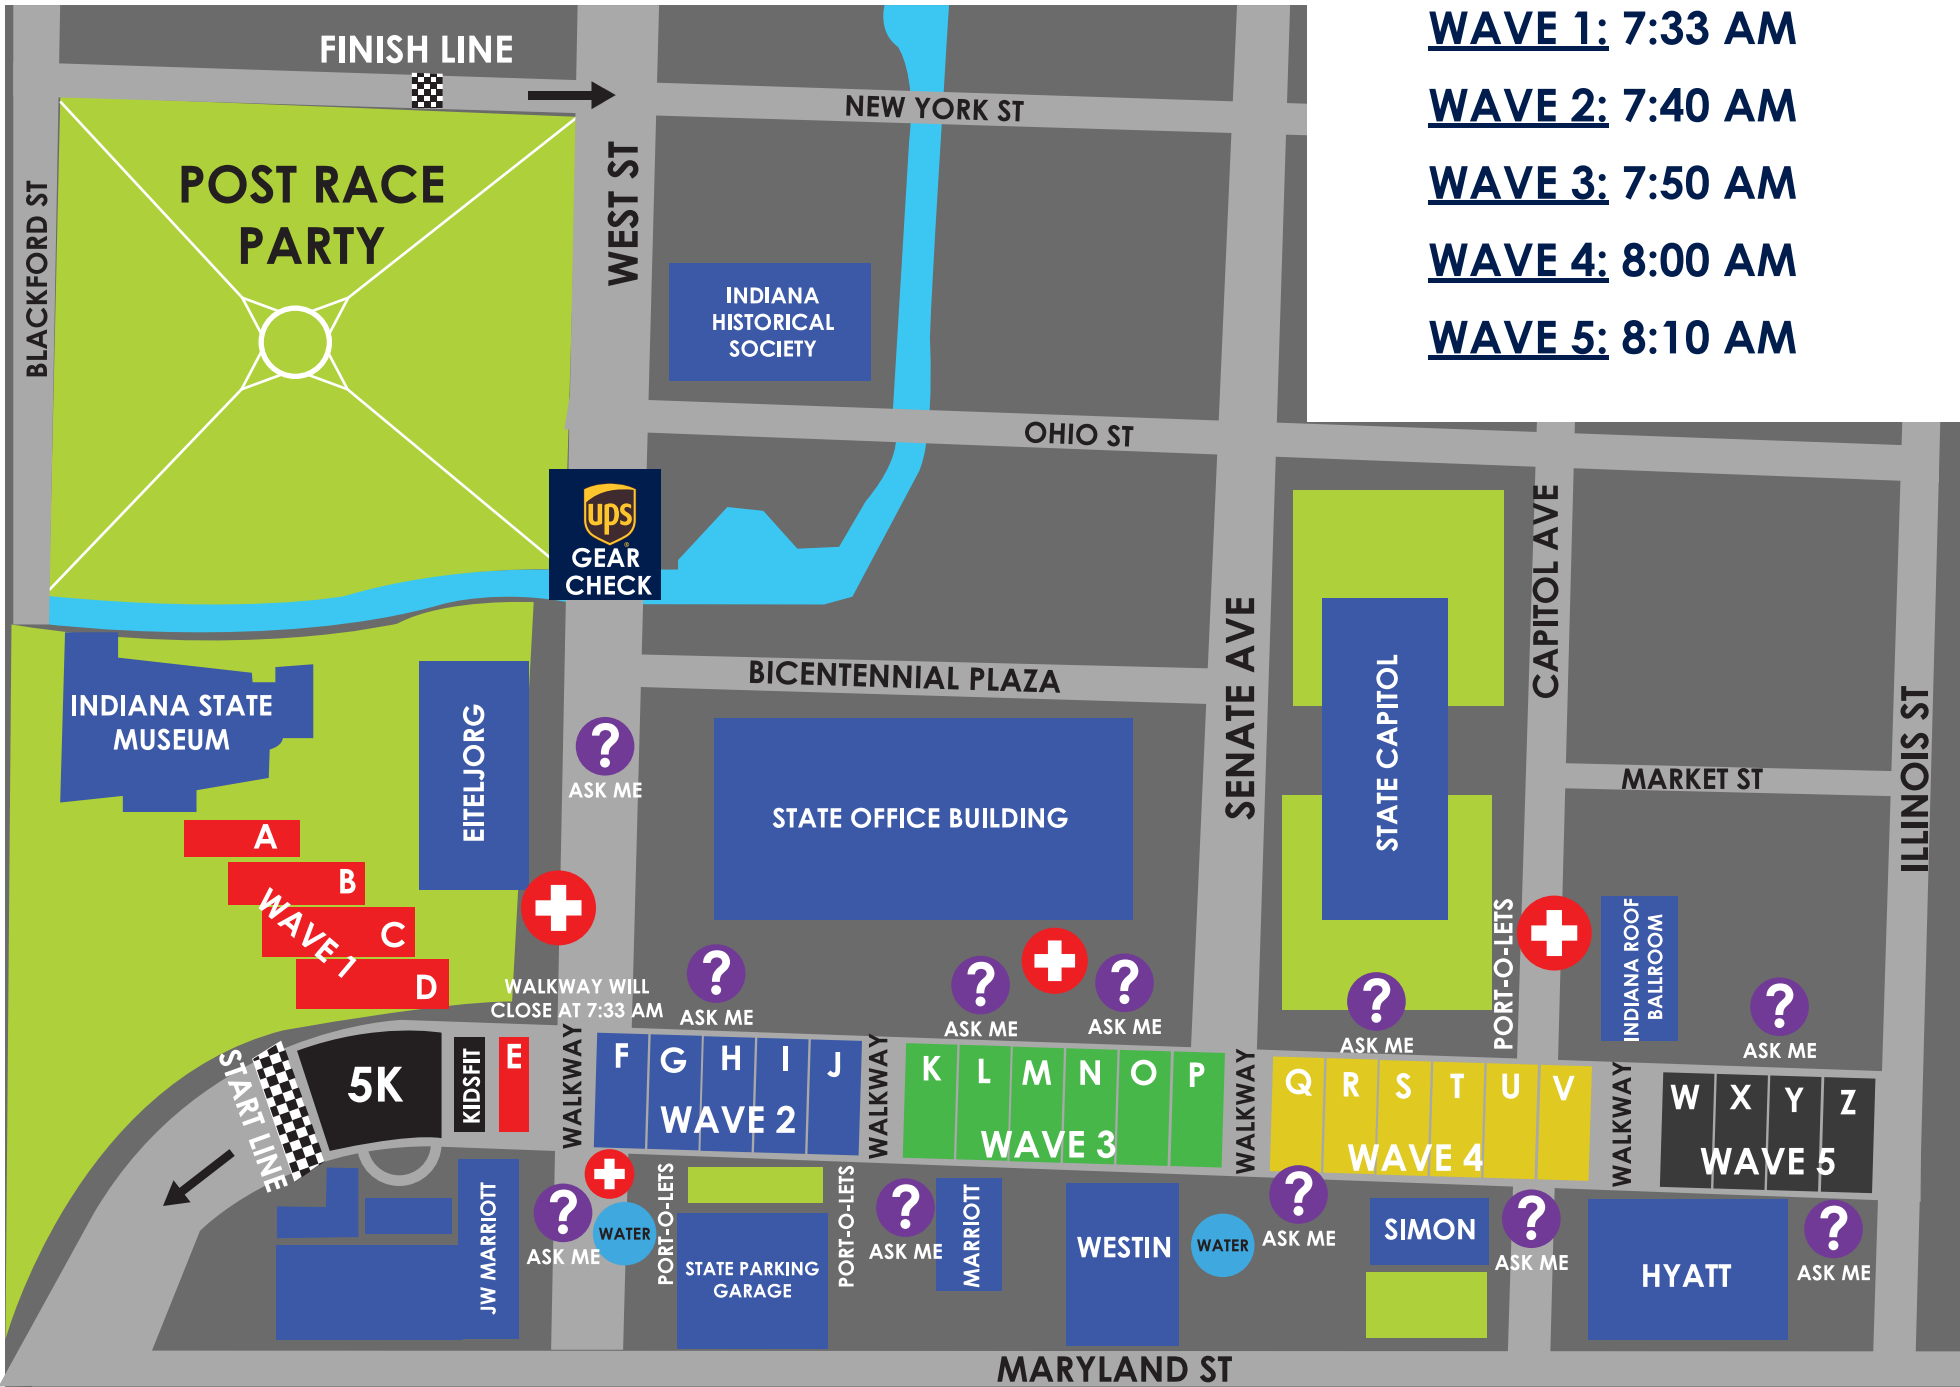 WAVE 1: 7:33 AM
WAVE 2: 7:40 AM
WAVE 3: 7:50 AM
WAVE 4: 8:00 AM
WAVE 5: 8:10 AM
FINISH LINE
NEW YORK ST
POST RACE
PARTY
BLACKFORD ST
WEST ST
INDIANA
HISTORICAL
SOCIETY
OHIO ST
ups
GEAR
CHECK
CAPITOL AVE
SENATE AVE
BICENTENNIAL PLAZA
INDIANA STATE
MUSEUM
EITELJORG
?
ASK ME
STATE OFFICE BUILDING
STATE CAPITOL
MARKET ST
ILLINOIS ST
A
B
C
D
WAVE 1
WALKWAY WILL
CLOSE AT 7:33 AM
?
ASK ME
?
ASK ME
?
ASK ME
?
ASK ME
PORT-O-LETS
INDIANA ROOF
BALLROOM
?
ASK ME
START LINE
5K
KIDSFIT
E
WALKWAY
F G H I J
WAVE 2
WALKWAY
K L M N O P
WAVE 3
WALKWAY
Q R S T U V
WAVE 4
WALKWAY
W X Y Z
WAVE 5
JW MARRIOTT
?
ASK ME
WATER
PORT-O-LETS
STATE PARKING
GARAGE
PORT-O-LETS
?
ASK ME
MARRIOTT
WESTIN
WATER
?
ASK ME
SIMON
?
ASK ME
HYATT
?
ASK ME
MARYLAND ST